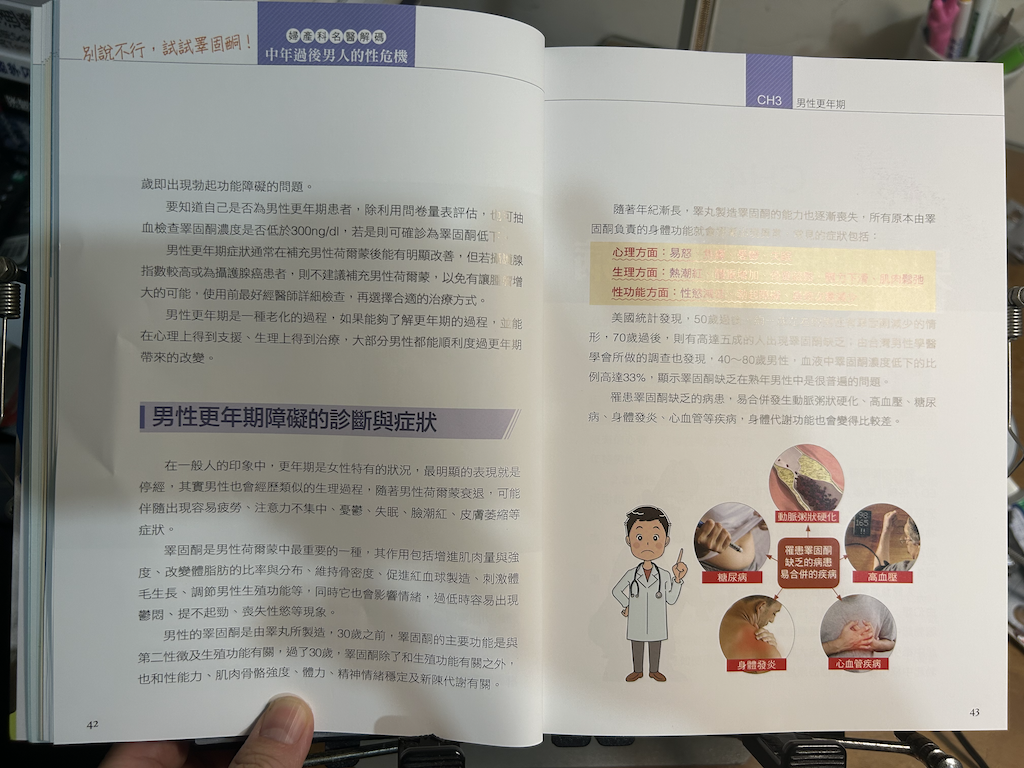 別說不行，試試睪固酮！
婦產科名醫解碼
中年過後男人的性危機
歲即出現勃起功能障礙的問題。
要知道自己是否為男性更年期患者，除利用問卷量表評估，也可抽
血檢查睪固酮濃度是否低於300ng/dl，若是則可確診為睪固酮低下。
男性更年期症狀通常在補充男性荷爾蒙後能有明顯改善，但若攝護腺
指數較高或為攝護腺癌患者，則不建議補充男性荷爾蒙，以免有讓腫瘤增
大的可能，使用前最好經醫師詳細檢查，再選擇合適的治療方式。
男性更年期是一種老化的過程，如果能夠了解更年期的過程，並能
在心理上得到支援、生理上得到治療，大部分男性都能順利度過更年期
帶來的改變。
男性更年期障礙的診斷與症狀
在一般人的印象中，更年期是女性特有的狀況，最明顯的表現就是
停經，其實男性也會經歷類似的生理過程，隨著男性荷爾蒙衰退，可能
伴隨出現容易疲勞、注意力不集中、憂鬱、失眠、臉潮紅、皮膚萎縮等
症狀。
睪固酮是男性荷爾蒙中最重要的一種，其作用包括增進肌肉量與強
度、改變體脂肪的比率與分布、維持骨密度、促進紅血球製造、刺激體
毛生長、調節男性生殖功能等，同時它也會影響情緒，過低時容易出現
鬱悶、提不起勁、喪失性慾等現象。
男性的睪固酮是由睪丸所製造，30歲之前，睪固酮的主要功能是與
第二性徵及生殖功能有關，過了30歲，睪固酮除了和生殖功能有關之外，
也和性能力、肌肉骨骼強度、體力、精神情緒穩定及新陳代謝有關。
42
CH3 男性更年期
隨著年紀漸長，睪丸製造睪固酮的能力也逐漸喪失，所有原本由睪
固酮負責的身體功能就會 的症狀包括：
心理方面：易怒
生理方面：熱潮紅 肌肉鬆弛
性功能方面：性慾
美國統計發現，50歲過後 減少的情
形，70歲過後，則有高達五成的人出現睪固酮缺乏；由台灣男性學醫
學會所做的調查也發現，40～80歲男性，血液中睪固酮濃度低下的比
例高達33%，顯示睪固酮缺乏在熟年男性中是很普遍的問題。
罹患睪固酮缺乏的病患，易合併發生動脈粥狀硬化、高血壓、糖尿
病、身體發炎、心血管等疾病，身體代謝功能也會變得比較差。
動脈粥狀硬化
糖尿病
罹患睪固酮
缺乏的病患
易合併的疾病
高血壓
身體發炎
心血管疾病
43